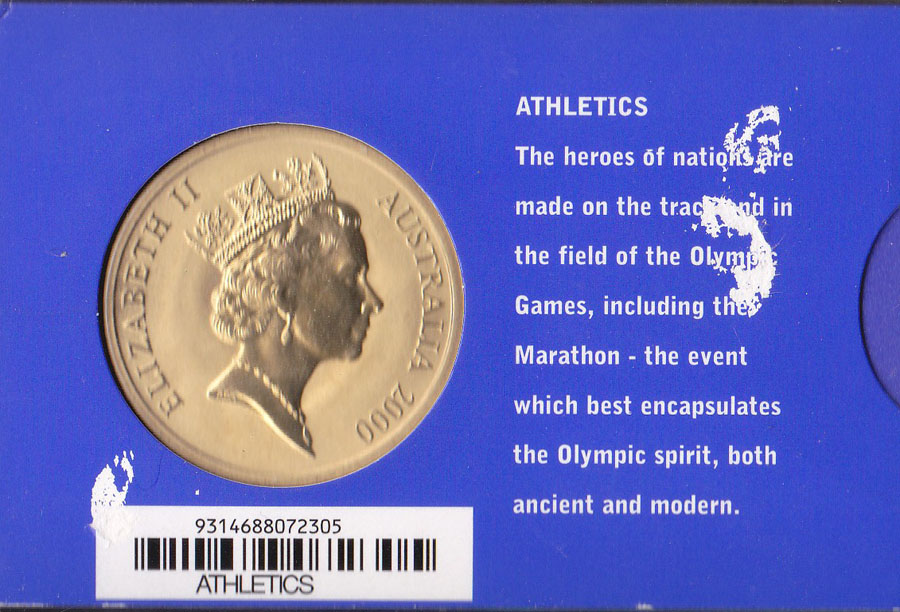 ELIZABETH II
AUSTRALIA 2000
ATHLETICS
The heroes of nations are
made on the track and in
the field of the Olympic
Games, including the
Marathon - the event
which best encapsulates
the Olympic spirit, both
ancient and modern.
9314688072305
ATHLETICS